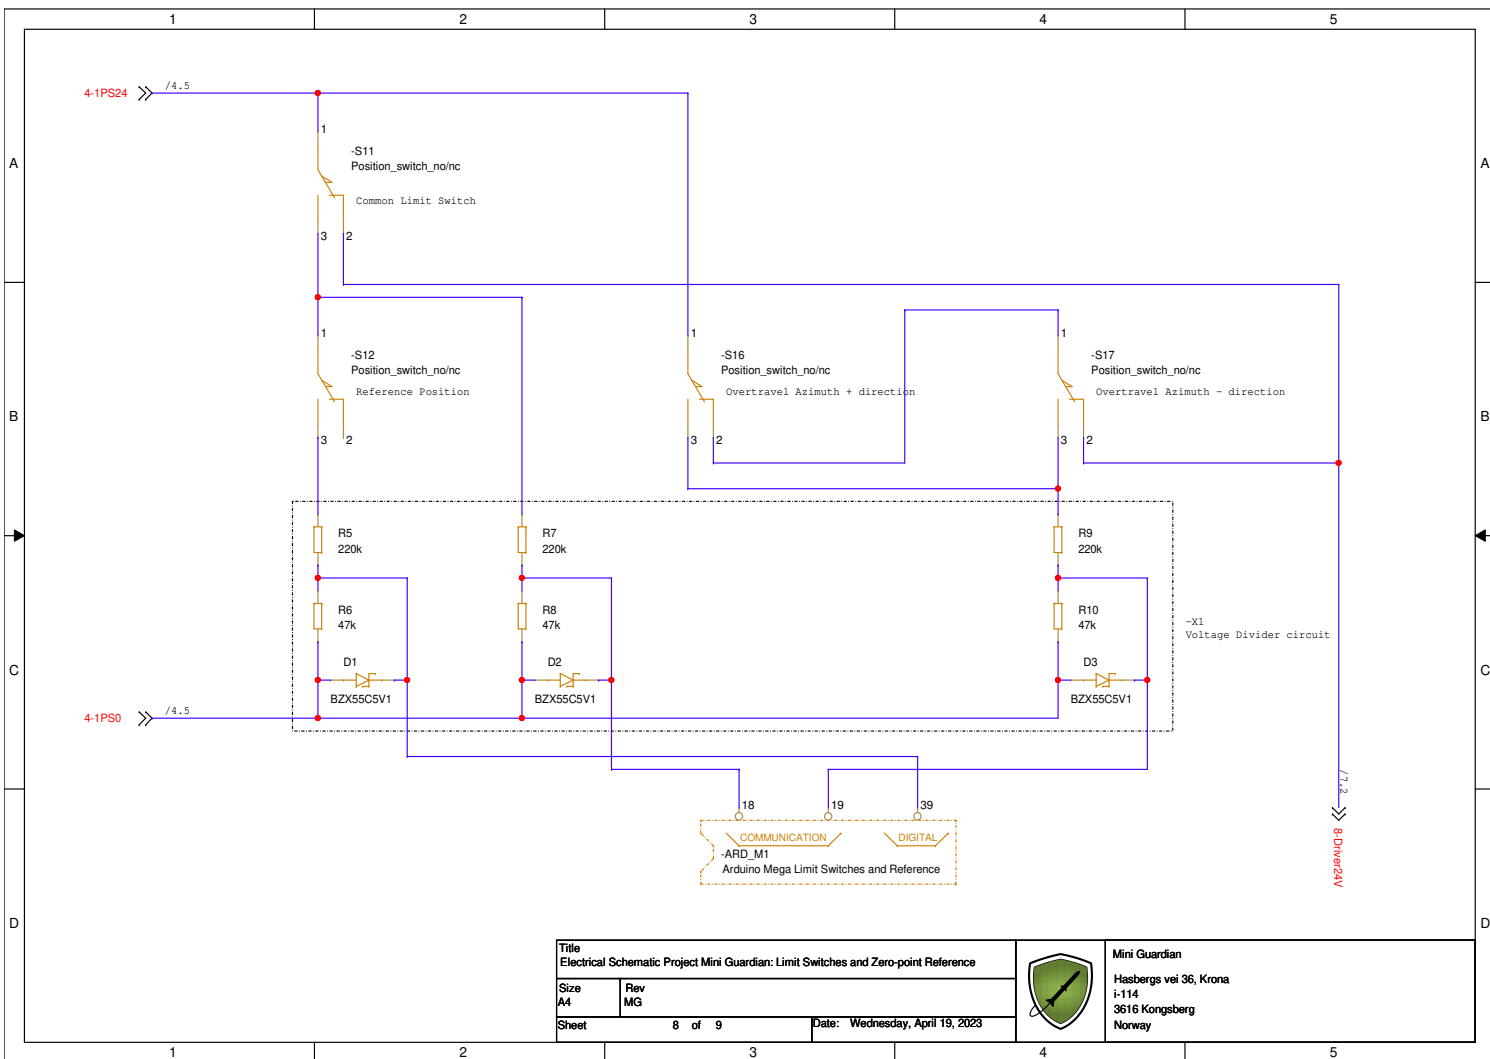 1 2 3 4 5
4-1PS24 /4.5
1
-S11
Position_switch_no/nc
A A
Common Limit Switch
3 2
1 1 1
-S12 -S16 -S17
Position_switch_no/nc Position_switch_no/nc Position_switch_no/nc
Reference Position Overtravel Azimuth + direction Overtravel Azimuth - direction
B B
3 2 3 2 3 2
R5 R7 R9
220k 220k 220k
R6 R8 R10
47k 47k 47k
-X1
Voltage Divider circuit
C C
D1 D2 D3
BZX55C5V1 BZX55C5V1 BZX55C5V1
4-1PS0 /4.5
/7.2
8-Driver24V
18 19 39
COMMUNICATION DIGITAL
-ARD_M1
Arduino Mega Limit Switches and Reference
D D
Title
Electrical Schematic Project Mini Guardian: Limit Switches and Zero-point Reference
Size Rev
A4 MG
Sheet 8 of 9 Date: Wednesday, April 19, 2023
Mini Guardian
Hasbergs vei 36, Krona
i-114
3616 Kongsberg
Norway
1 2 3 4 5